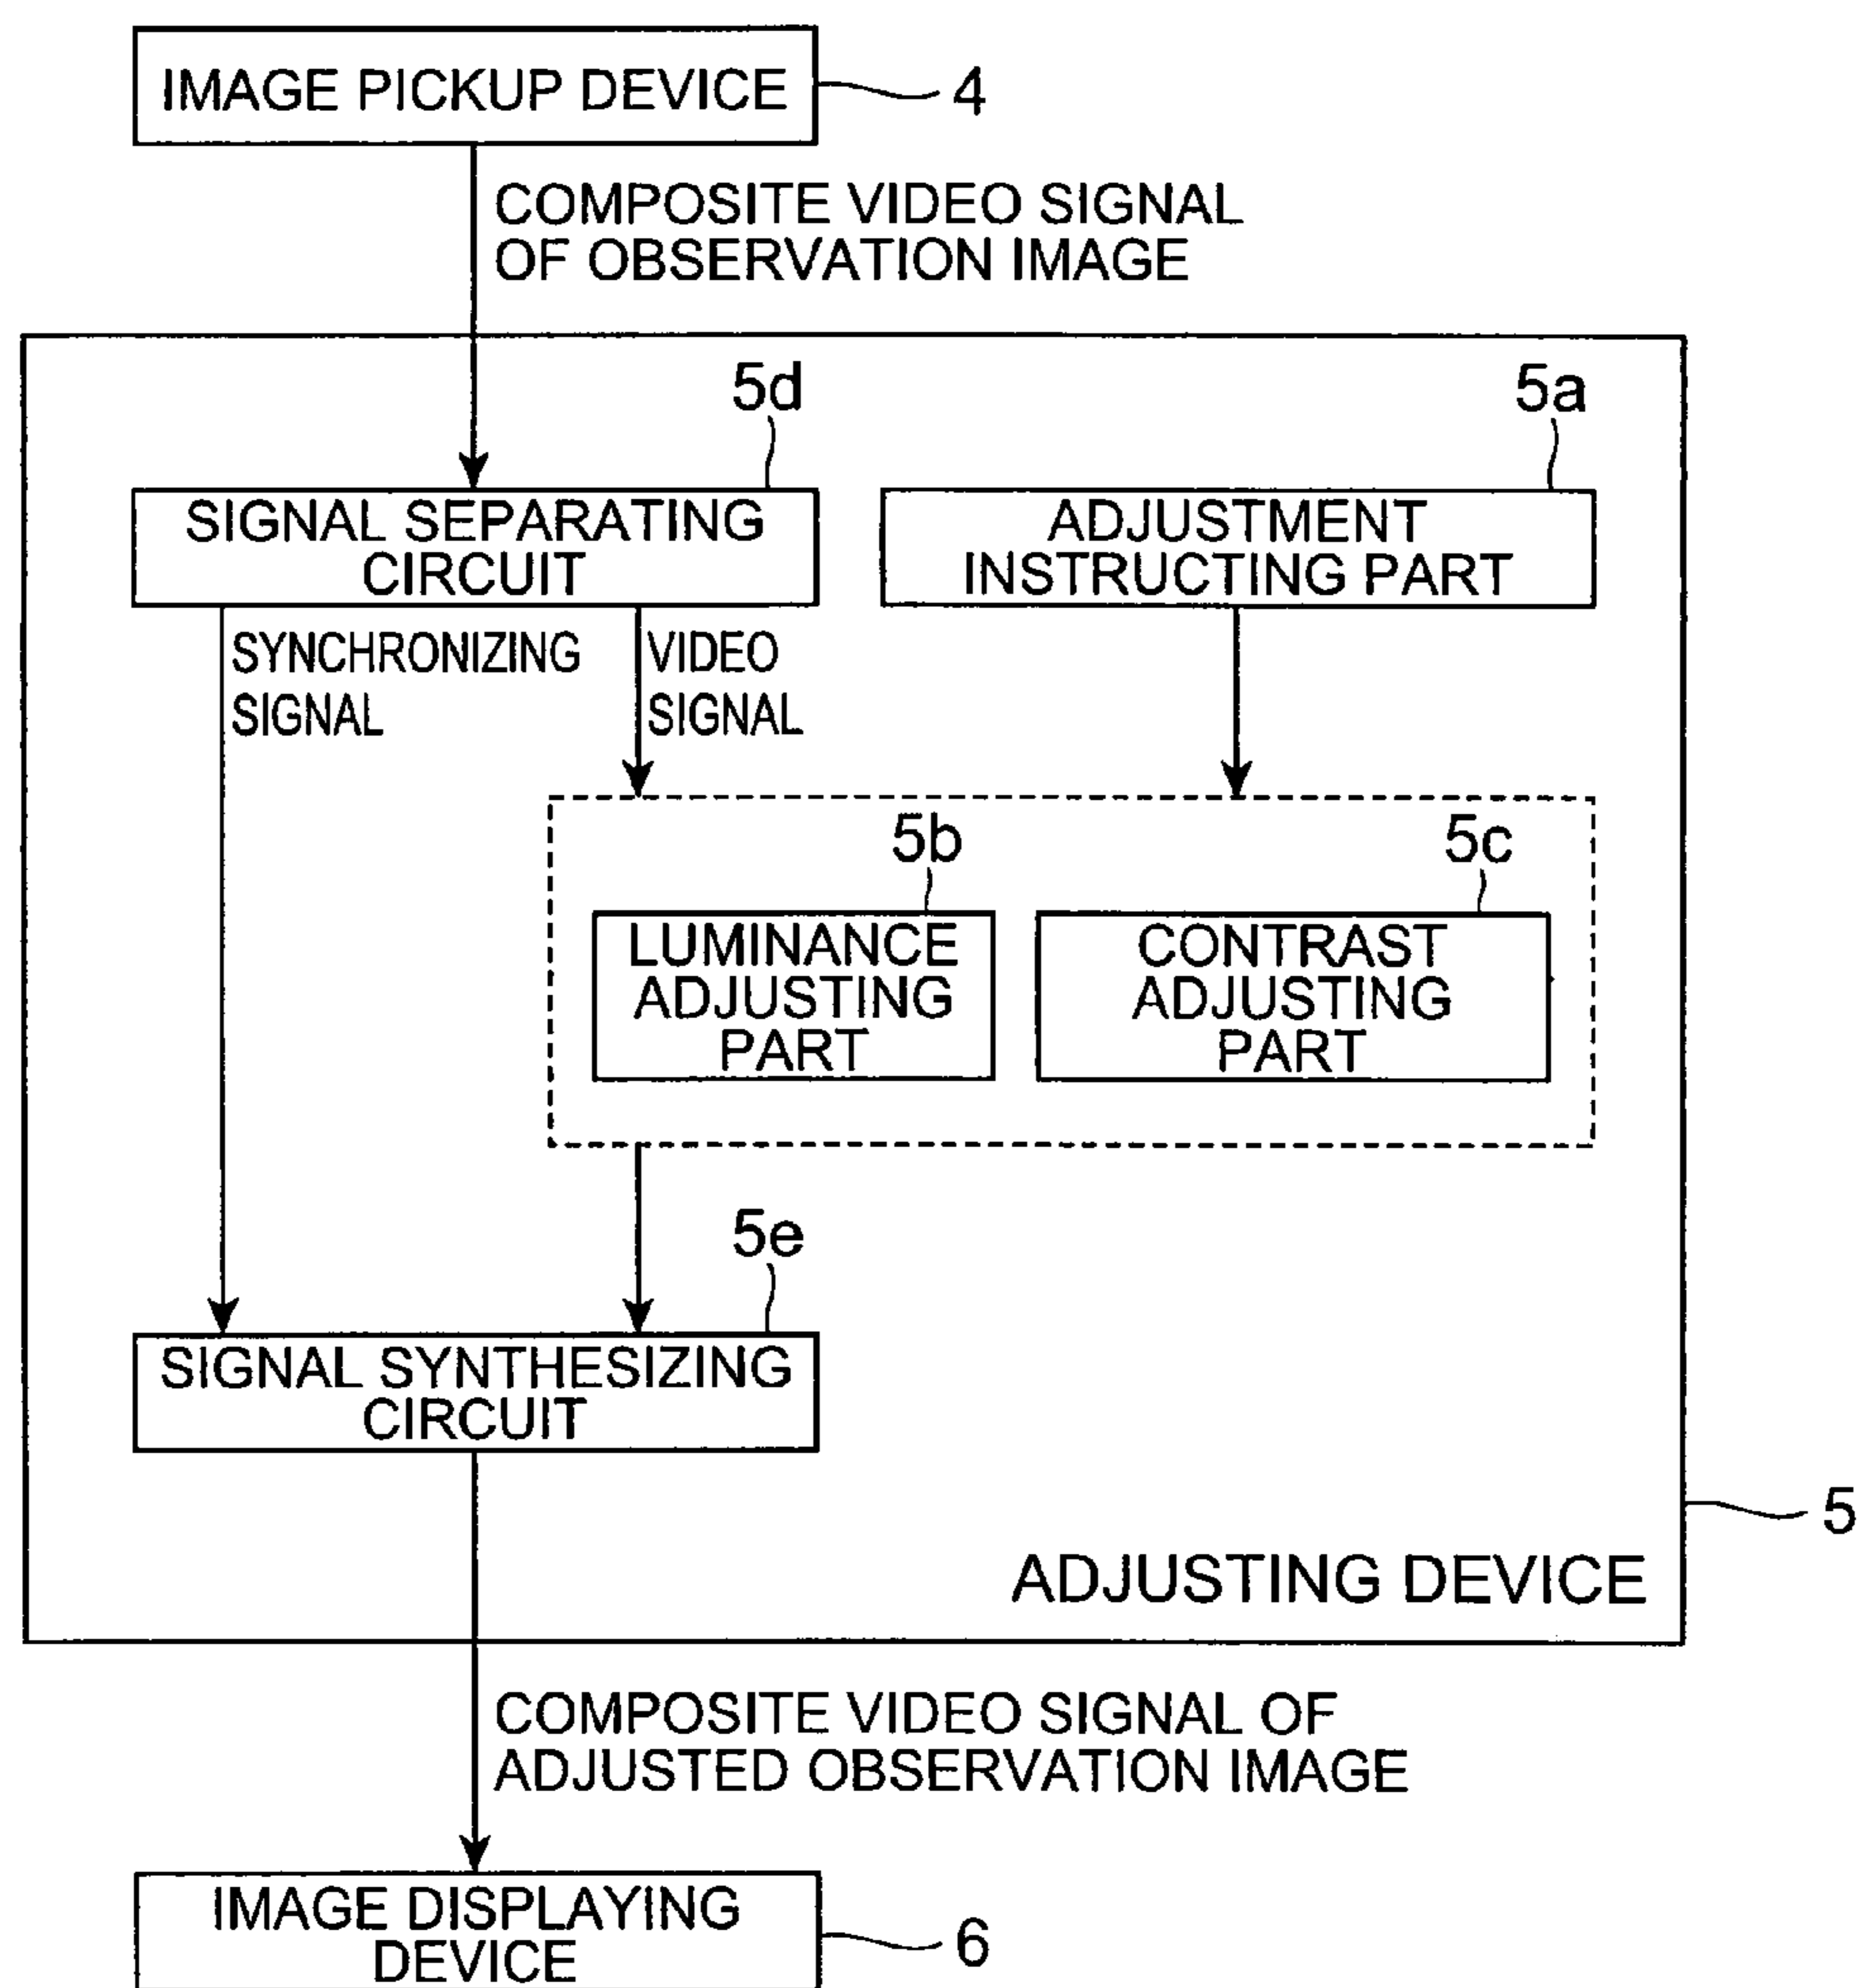 IMAGE PICKUP DEVICE
4
COMPOSITE VIDEO SIGNAL
OF OBSERVATION IMAGE
5d
5a
SIGNAL SEPARATING
CIRCUIT
ADJUSTMENT
INSTRUCTING PART
SYNCHRONIZING
SIGNAL
VIDEO
SIGNAL
5b
5c
LUMINANCE
ADJUSTING
PART
CONTRAST
ADJUSTING
PART
5e
SIGNAL SYNTHESIZING
CIRCUIT
5
ADJUSTING DEVICE
COMPOSITE VIDEO SIGNAL OF
ADJUSTED OBSERVATION IMAGE
IMAGE DISPLAYING
DEVICE
6